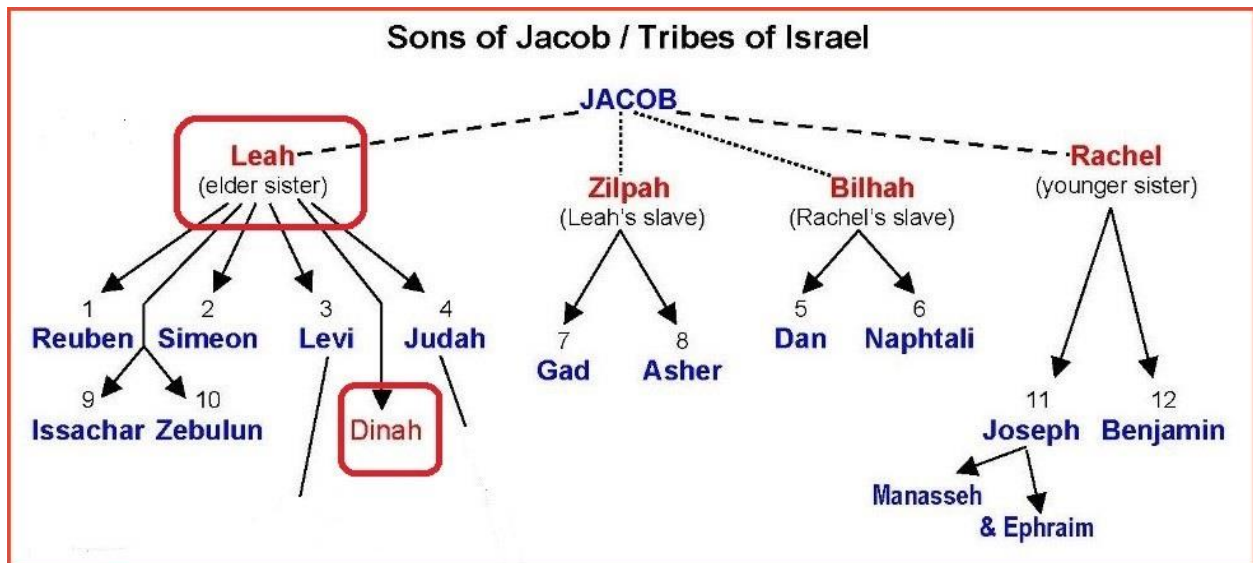 Sons of Jacob / Tribes of Israel
JACOB
Leah
(elder sister)
Zilpah
(Leah's slave)
Bilhah
(Rachel's slave)
Rachel
(younger sister)
1
Reuben
2
Simeon
3
Levi
4
Judah
7
Gad
8
Asher
5
Dan
6
Naphtali
9
Issachar
10
Zebulun
Dinah
11
Joseph
12
Benjamin
Manasseh
& Ephraim